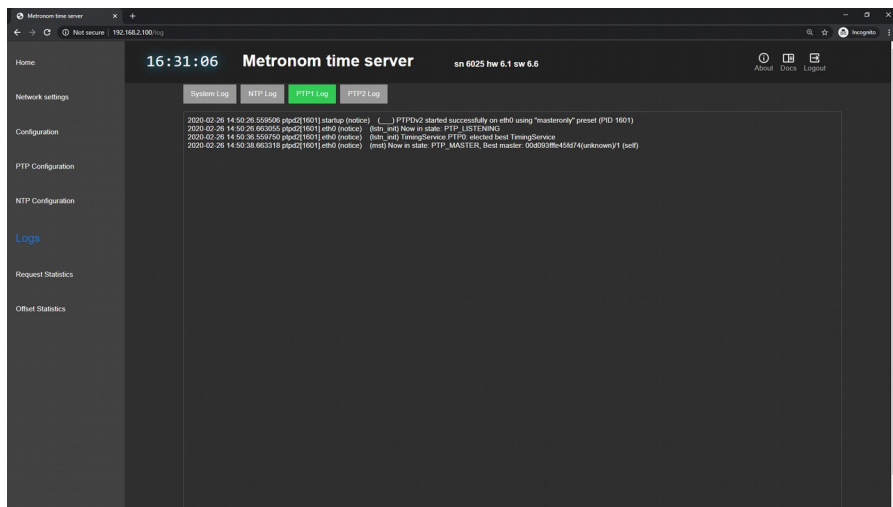 Metronom time server
Not secure | 192.168.2.100/log
Incognito
Home
16:31:06 Metronom time server sn 6025 hw 6.1 sw 6.6
About Docs Logout
Network settings
System Log NTP Log PTP1 Log PTP2 Log
2020-02-26 14:50:26.559506 ptpd2[1601].startup (notice) (___) PTPDv2 started successfully on eth0 using "masteronly" preset (PID 1601)
2020-02-26 14:50:26.663055 ptpd2[1601].eth0 (notice) (lstn_init) Now in state: PTP_LISTENING
2020-02-26 14:50:36.559750 ptpd2[1601].eth0 (notice) (lstn_init) TimingService.PTP0: elected best TimingService
2020-02-26 14:50:38.663318 ptpd2[1601].eth0 (notice) (mst) Now in state: PTP_MASTER, Best master: 00d093fffe45fd74(unknown)/1 (self)
Configuration
PTP Configuration
NTP Configuration
Logs
Request Statistics
Offset Statistics